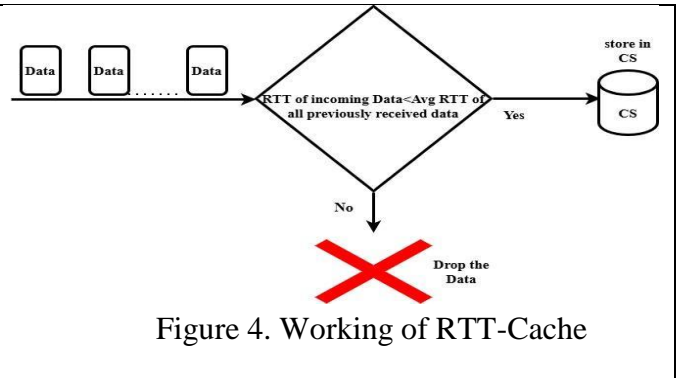 store in
CS
Data Data . . . . . . Data
RTT of incoming Data<Avg RTT of
all previously received data
Yes
CS
No
Drop the
Data
Figure 4. Working of RTT-Cache